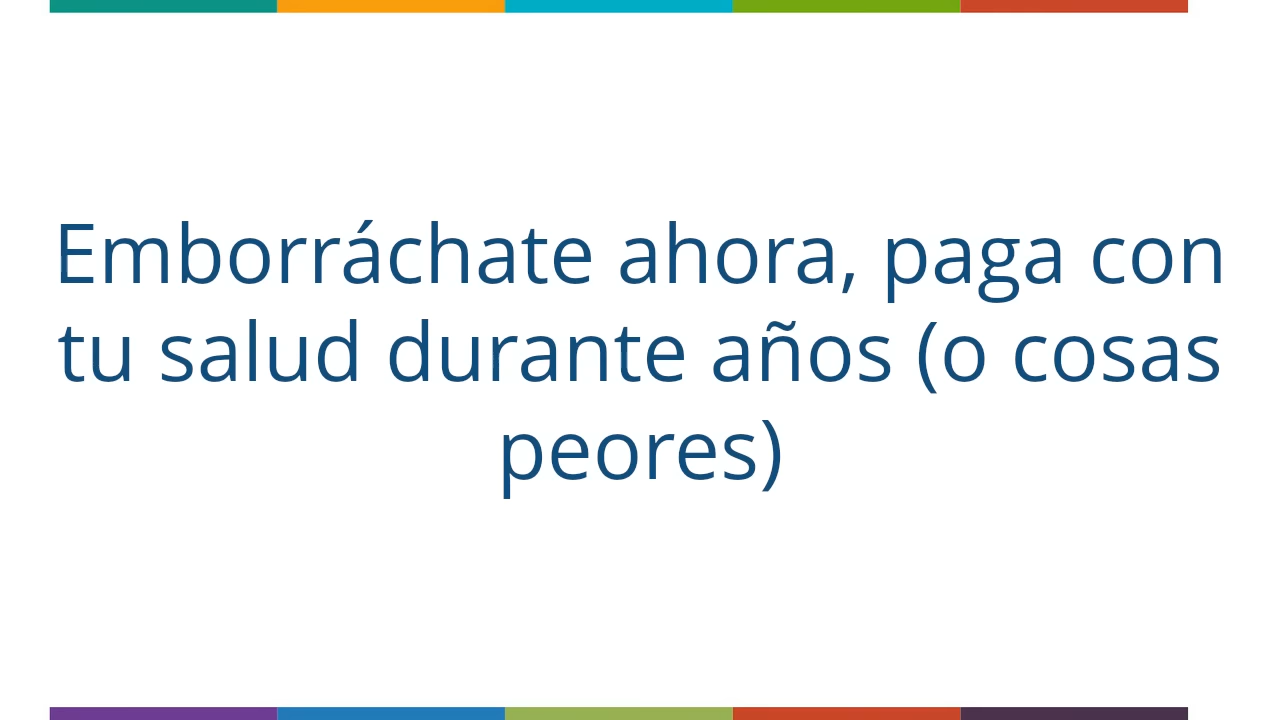 Emborráchate ahora, paga con
tu salud durante años (o cosas
peores)